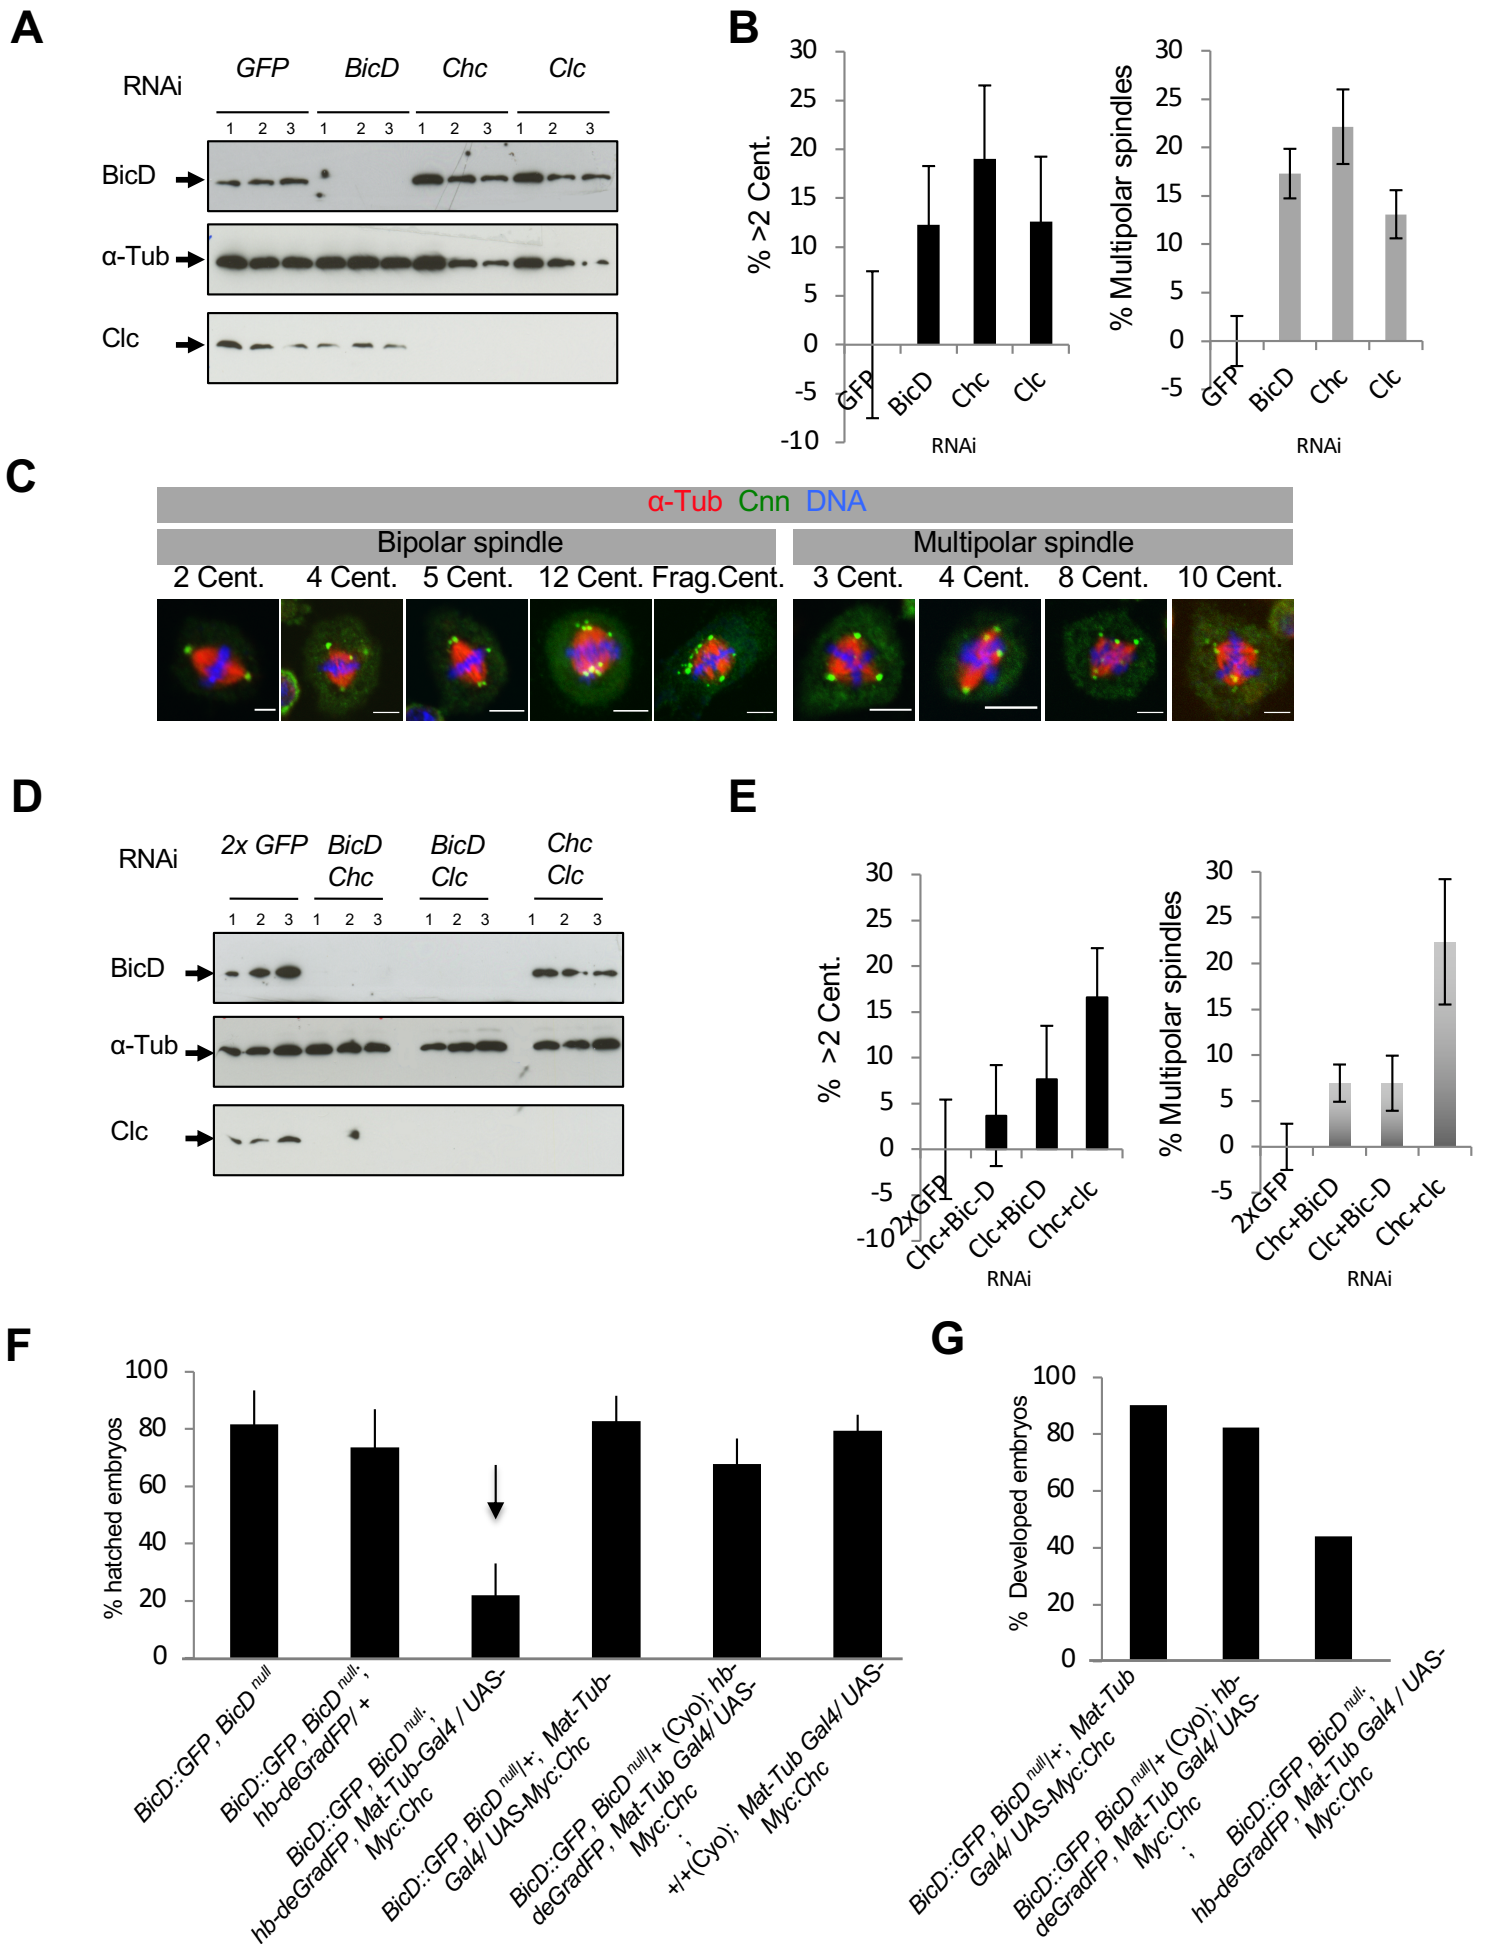 A
RNAi
GFP BicD Chc Clc
1 2 3 1 2 3 1 2 3 1 2 3
BicD
α-Tub
Clc
B
30
25
20
15
10
5
0
-5
-10
% >2 Cent.
GFP
BicD
Chc
Clc
RNAi
30
25
20
15
10
5
0
-5
% Multipolar spindles
GFP
BicD
Chc
Clc
RNAi
C
α-Tub Cnn DNA
Bipolar spindle Multipolar spindle
2 Cent. 4 Cent. 5 Cent. 12 Cent. Frag.Cent. 3 Cent. 4 Cent. 8 Cent. 10 Cent.
D
RNAi
2x GFP BicD BicD Chc
Chc Clc Clc
1 2 3 1 2 3 1 2 3 1 2 3
BicD
α-Tub
Clc
E
30
25
20
15
10
5
0
-5
-10
% >2 Cent.
2xGFP
Chc+Bic-D
Clc+BicD
Chc+clc
RNAi
30
25
20
15
10
5
0
-5
% Multipolar spindles
2xGFP
Chc+BicD
Clc+Bic-D
Chc+clc
RNAi
F
100
80
60
40
20
0
% hatched embryos
BicD::GFP, BicD null
BicD::GFP, BicD null;
hb-deGradFP/ +
BicD::GFP, BicD null;
hb-deGradFP, Mat-Tub-Gal4 / UAS-
Myc:Chc
BicD::GFP, BicD null/+; Mat-Tub-
Gal4/ UAS-Myc:Chc
BicD::GFP, BicD null/+ (Cyo); hb-
deGradFP, Mat-Tub Gal4/ UAS-
Myc:Chc
;
+/+(Cyo); Mat-Tub Gal4/ UAS-
Myc:Chc
G
100
80
60
40
20
0
% Developed embryos
BicD::GFP, BicD null/+; Mat-Tub
Gal4/ UAS-Myc:Chc
BicD::GFP, BicD null/+ (Cyo); hb-
deGradFP, Mat-Tub Gal4/ UAS-
Myc:Chc
;
BicD::GFP, BicD null;
hb-deGradFP, Mat-Tub Gal4 / UAS-
Myc:Chc